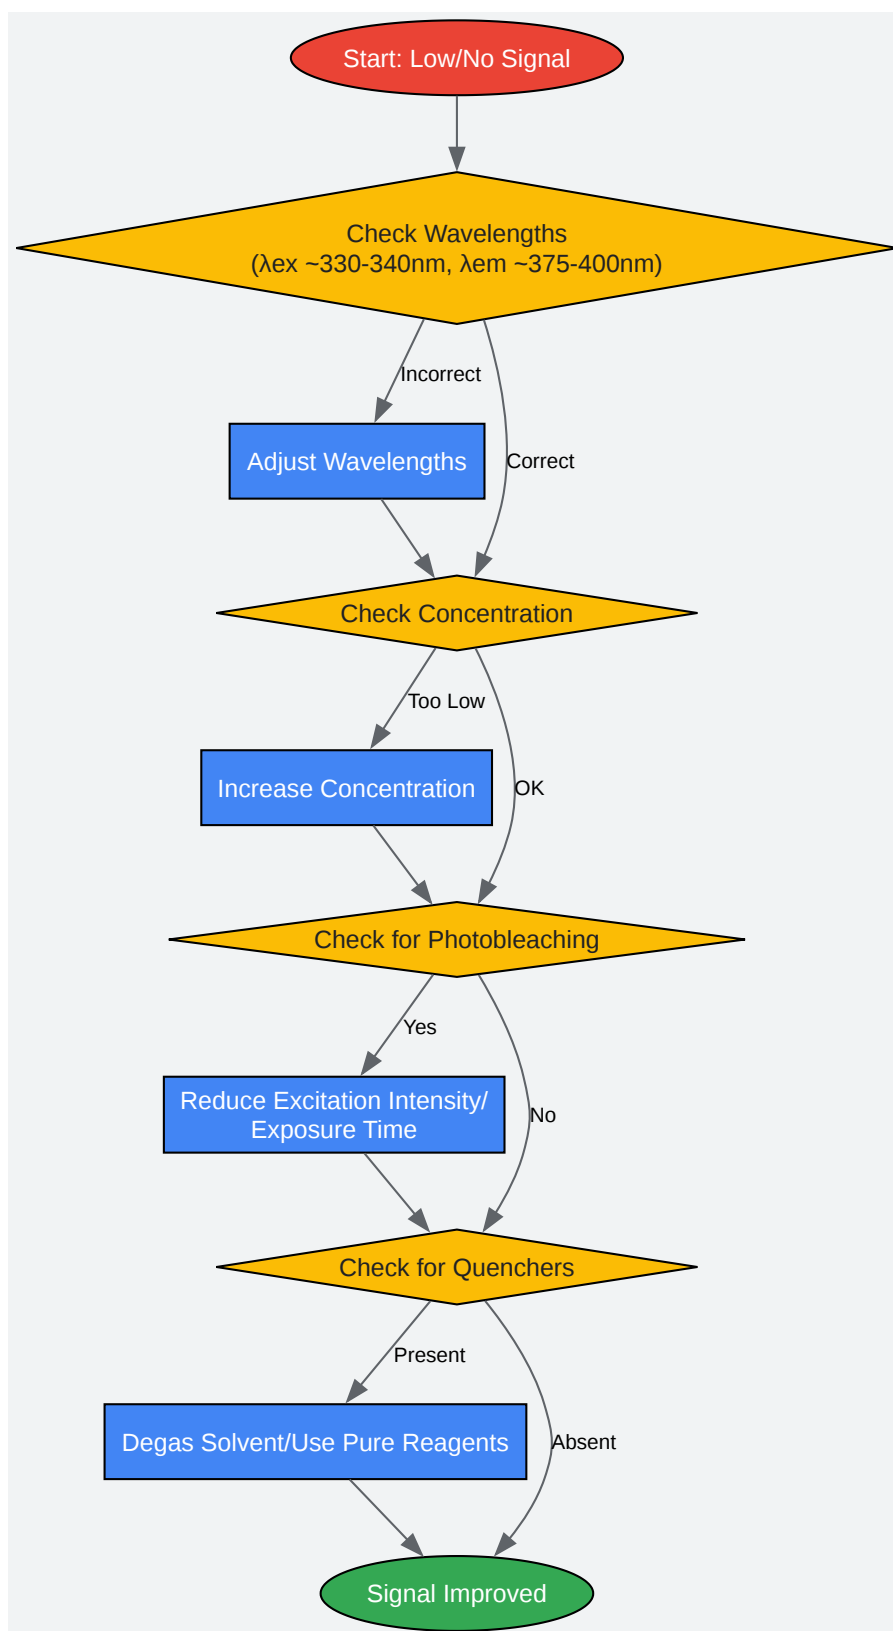 Start: Low/No Signal
Check Wavelengths
(λex ~330-340nm, λem ~375-400nm)
Incorrect
Adjust Wavelengths
Correct
Check Concentration
Too Low
Increase Concentration
OK
Check for Photobleaching
Yes
Reduce Excitation Intensity/
Exposure Time
No
Check for Quenchers
Present
Degas Solvent/Use Pure Reagents
Absent
Signal Improved